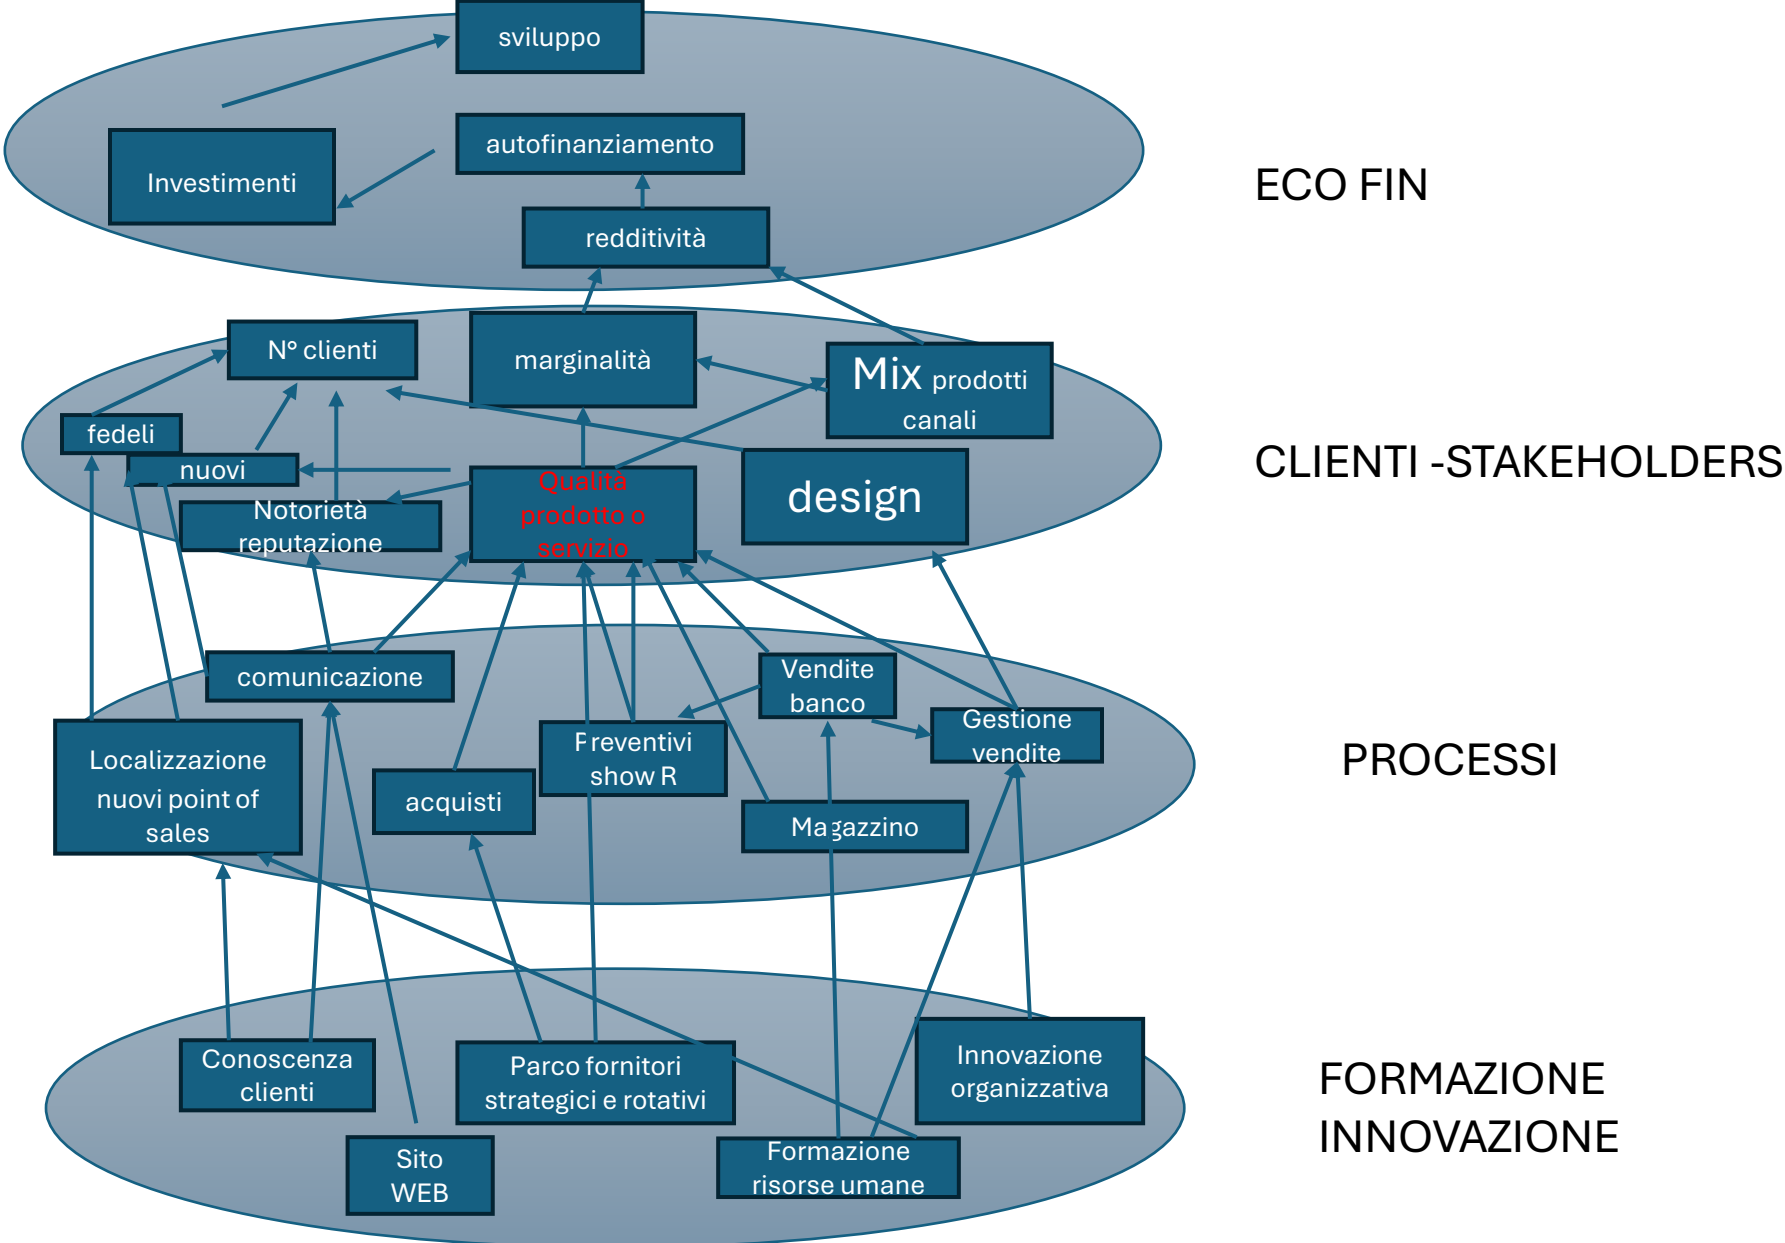 sviluppo
autofinanziamento
Investimenti
ECO FIN
redditività
N° clienti
marginalità
Mix prodotti
canali
fedeli
nuovi
CLIENTI -STAKEHOLDERS
Qualità
prodotto o
servizio
design
Notorietà
reputazione
comunicazione
Vendite
banco
Gestione
vendite
Localizzazione
nuovi point of
sales
Preventivi
show R
acquisti
Magazzino
PROCESSI
Conoscenza
clienti
Parco fornitori
strategici e rotativi
Innovazione
organizzativa
FORMAZIONE
INNOVAZIONE
Sito
WEB
Formazione
risorse umane